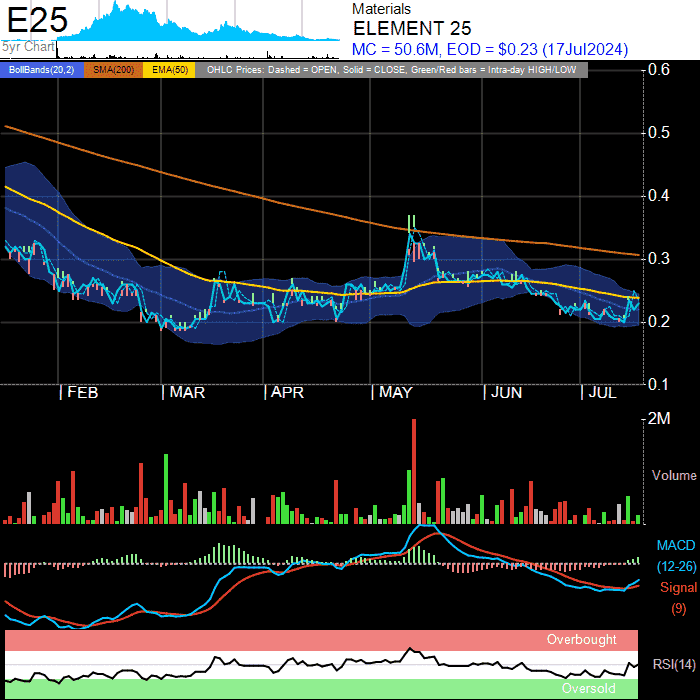 E25
5yr Chart
Materials
ELEMENT 25
MC = 50.6M, EOD = $0.23 (17Jul2024)
BollBands(20,2) SMA(200) EMA(50) OHLC Prices: Dashed = OPEN, Solid = CLOSE, Green/Red bars = Intra-day HIGH/LOW
0.6
0.5
0.4
0.3
0.2
0.1
FEB MAR APR MAY JUN JUL
2M
Volume
MACD
(12-26)
Signal
(9)
Overbought
RSI(14)
Oversold